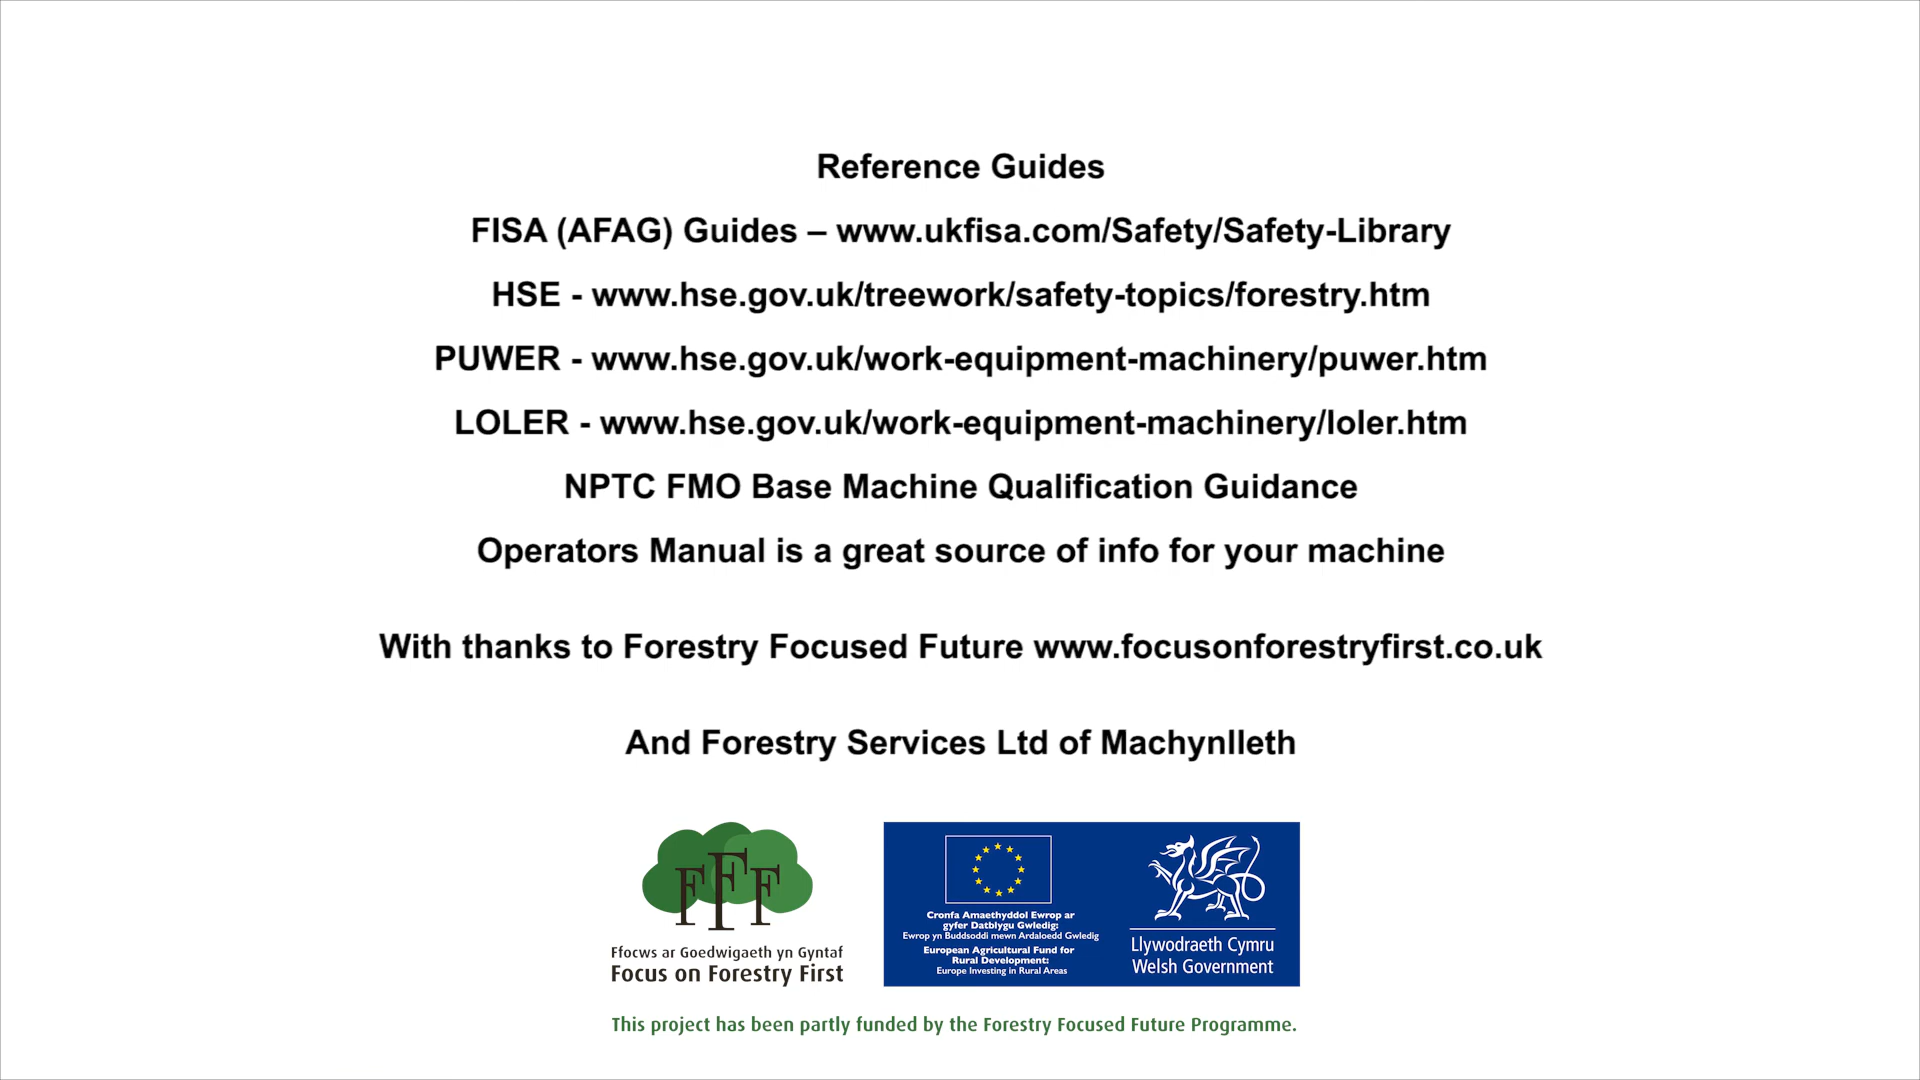 Reference Guides
FISA (AFAG) Guides – www.ukfisa.com/Safety/Safety-Library
HSE - www.hse.gov.uk/treework/safety-topics/forestry.htm
PUWER - www.hse.gov.uk/work-equipment-machinery/puwer.htm
LOLER - www.hse.gov.uk/work-equipment-machinery/loler.htm
NPTC FMO Base Machine Qualification Guidance
Operators Manual is a great source of info for your machine
With thanks to Forestry Focused Future www.focusonforestryfirst.co.uk
And Forestry Services Ltd of Machynlleth
FFF
Ffocws ar Goedwigaeth yn Gyntaf
Focus on Forestry First
Cronfa Amaethyddol Ewrop ar
gyfer Datblygu Gwledig:
Ewrop yn Buddsoddi mewn Ardaloedd Gwledig
European Agricultural Fund for
Rural Development:
Europe Investing in Rural Areas
Llywodraeth Cymru
Welsh Government
This project has been partly funded by the Forestry Focused Future Programme.